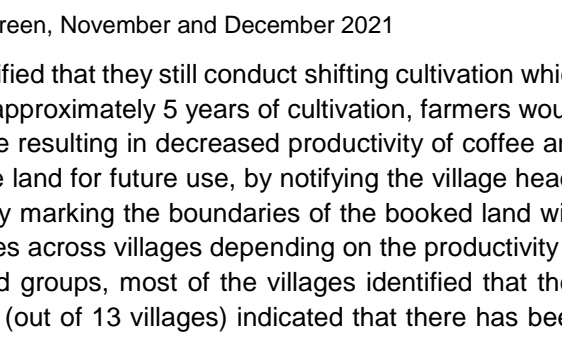 reen, November and December 2021
ified that they still conduct shifting cultivation whi
approximately 5 years of cultivation, farmers wou
e resulting in decreased productivity of coffee an
e land for future use, by notifying the village hea
y marking the boundaries of the booked land wi
es across villages depending on the productivity
d groups, most of the villages identified that the
(out of 13 villages) indicated that there has bee